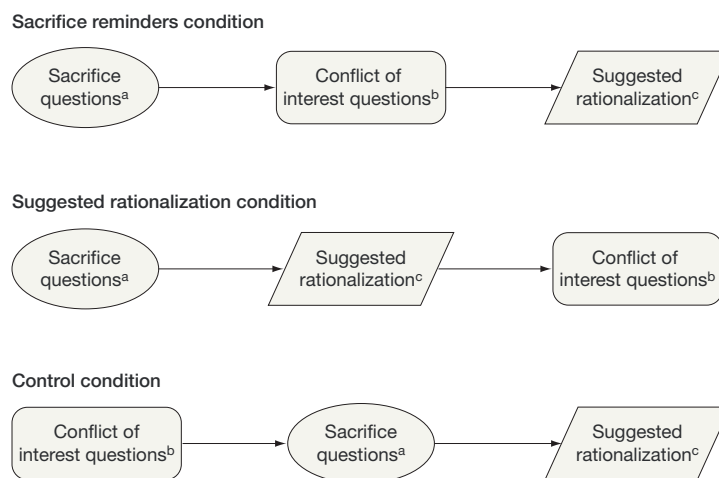 Sacrifice reminders condition
Sacrifice
questionsᵃ
Conflict of
interest questionsᵇ
Suggested
rationalizationᶜ
Suggested rationalization condition
Sacrifice
questionsᵃ
Suggested
rationalizationᶜ
Conflict of
interest questionsᵇ
Control condition
Conflict of
interest questionsᵇ
Sacrifice
questionsᵃ
Suggested
rationalizationᶜ